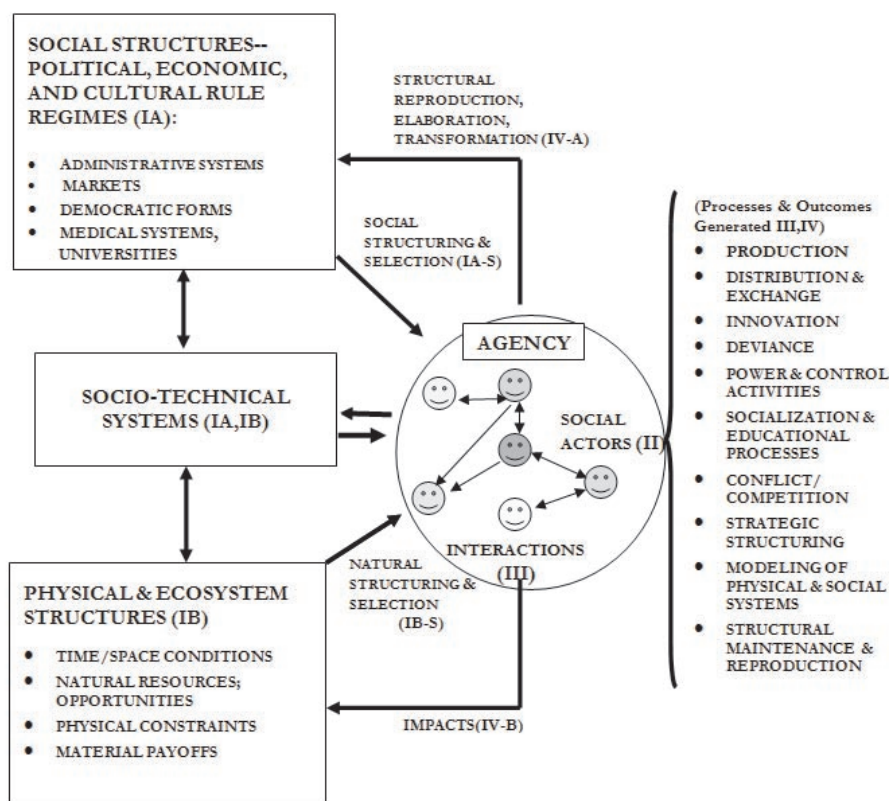 SOCIAL STRUCTURES--
POLITICAL, ECONOMIC,
AND CULTURAL RULE
REGIMES (IA):
• ADMINISTRATIVE SYSTEMS
• MARKETS
• DEMOCRATIC FORMS
• MEDICAL SYSTEMS,
UNIVERSITIES
STRUCTURAL
REPRODUCTION,
ELABORATION,
TRANSFORMATION (IV-A)
SOCIAL
STRUCTURING &
SELECTION (IA-S)
SOCIO-TECHNICAL
SYSTEMS (IA,IB)
AGENCY
SOCIAL
ACTORS (II)
INTERACTIONS
(III)
NATURAL
STRUCTURING &
SELECTION
(IB-S)
PHYSICAL & ECOSYSTEM
STRUCTURES (IB)
• TIME/SPACE CONDITIONS
• NATURAL RESOURCES;
OPPORTUNITIES
• PHYSICAL CONSTRAINTS
• MATERIAL PAYOFFS
IMPACTS(IV-B)
(Processes & Outcomes
Generated III,IV)
• PRODUCTION
• DISTRIBUTION &
EXCHANGE
• INNOVATION
• DEVIANCE
• POWER & CONTROL
ACTIVITIES
• SOCIALIZATION &
EDUCATIONAL
PROCESSES
• CONFLICT/
COMPETITION
• STRATEGIC
STRUCTURING
• MODELING OF
PHYSICAL & SOCIAL
SYSTEMS
• STRUCTURAL
MAINTENANCE &
REPRODUCTION